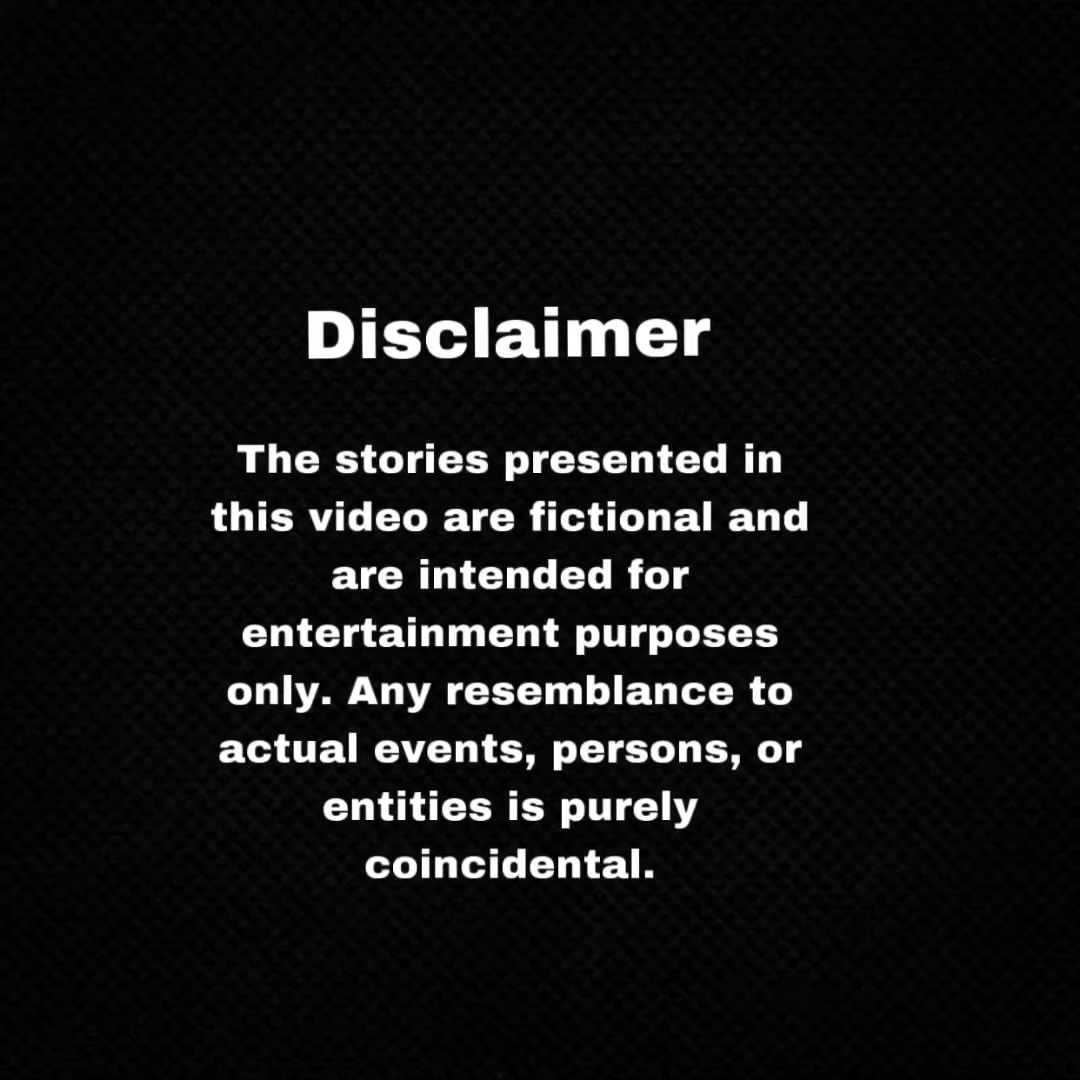 Disclaimer
The stories presented in
this video are fictional and
are intended for
entertainment purposes
only. Any resemblance to
actual events, persons, or
entities is purely
coincidental.